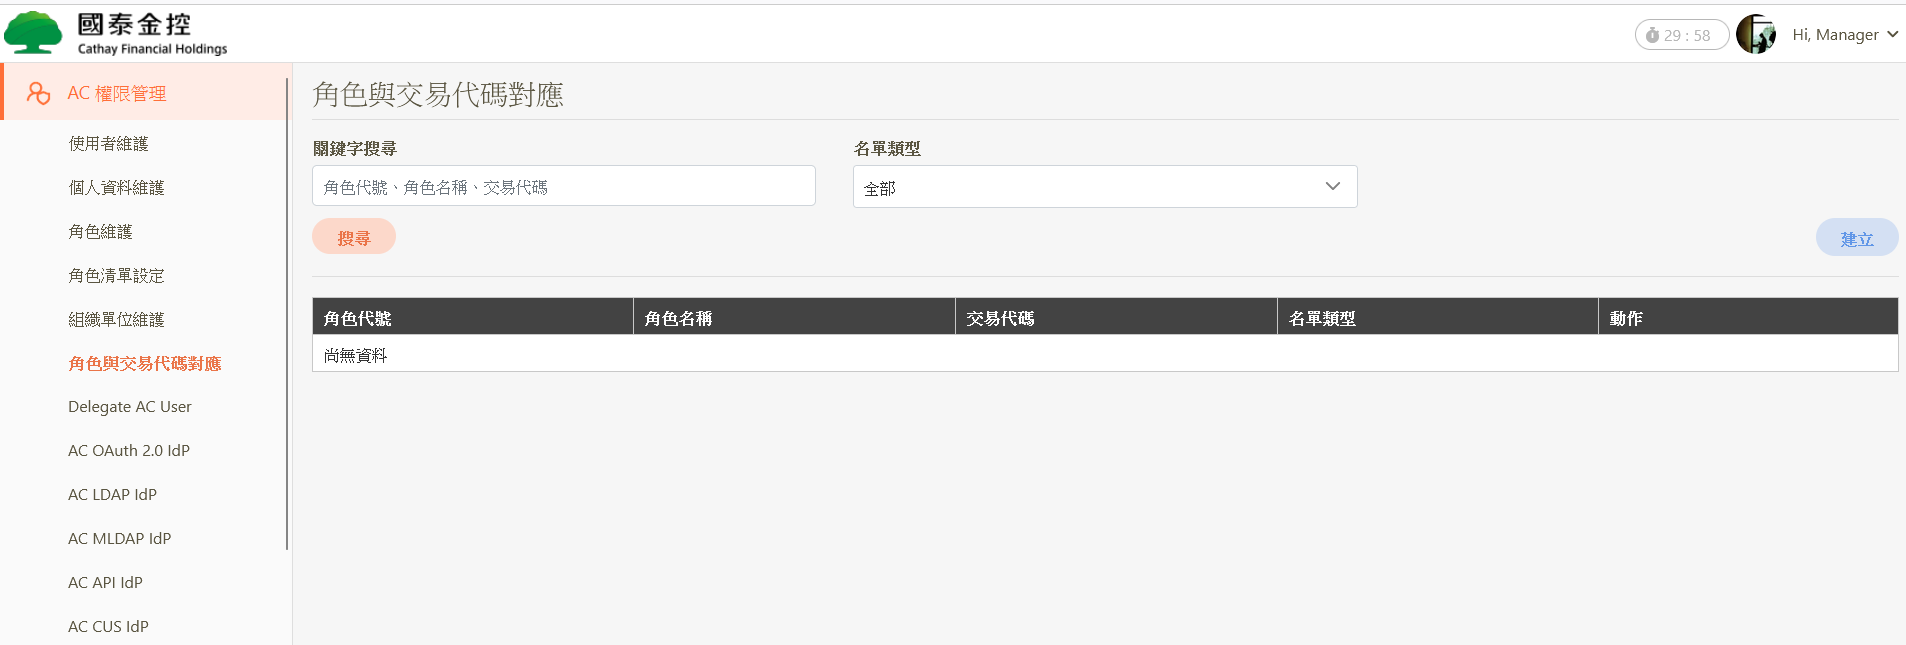 國泰金控
Cathay Financial Holdings
29 : 58
Hi, Manager
AC 權限管理
使用者維護
個人資料維護
角色維護
角色清單設定
組織單位維護
角色與交易代碼對應
Delegate AC User
AC OAuth 2.0 IdP
AC LDAP IdP
AC MLDAP IdP
AC API IdP
AC CUS IdP
角色與交易代碼對應
關鍵字搜尋
角色代號、角色名稱、交易代碼
名單類型
全部
搜尋
建立
角色代號 角色名稱 交易代碼 名單類型 動作
尚無資料